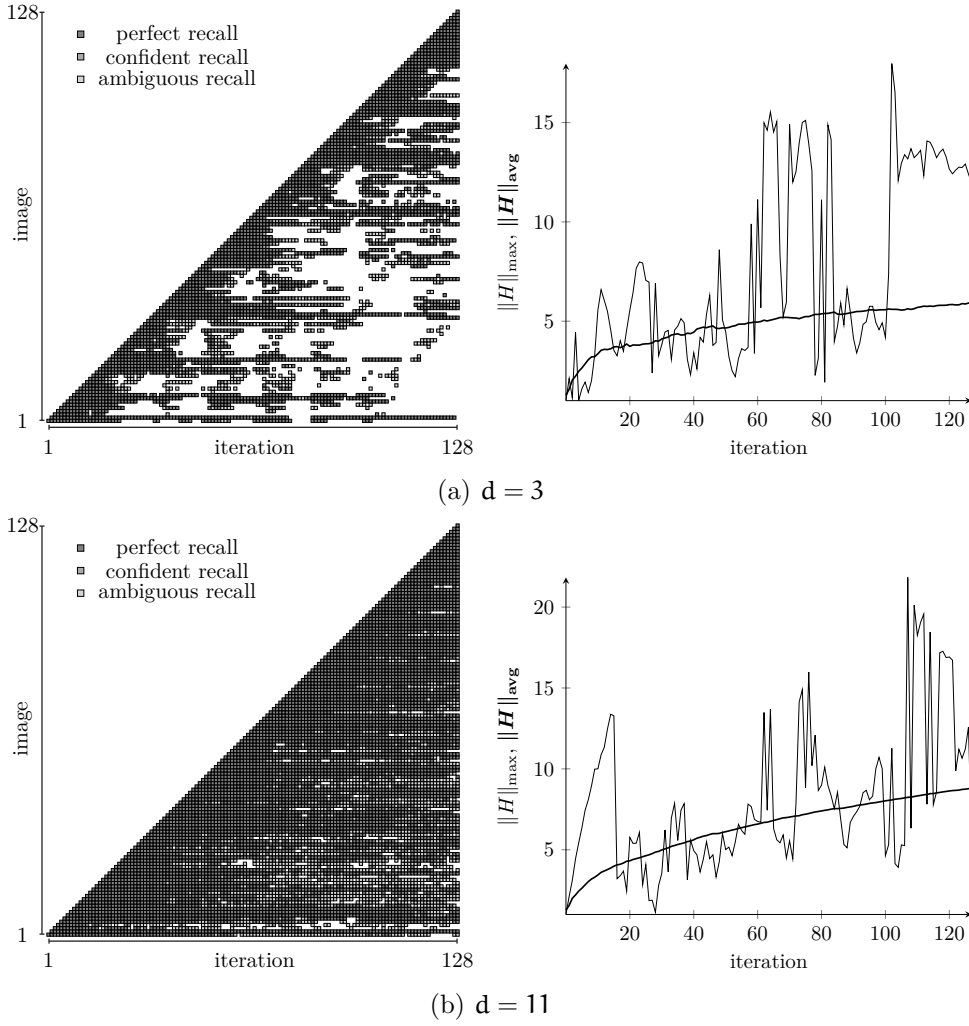 128
perfect recall
confident recall
ambiguous recall
image
1
1
iteration
128
15
10
5
‖H‖max, ‖H‖avg
20 40 60 80 100 120
iteration
(a) d = 3
128
perfect recall
confident recall
ambiguous recall
image
1
1
iteration
128
20
15
10
5
‖H‖max, ‖H‖avg
20 40 60 80 100 120
iteration
(b) d = 11